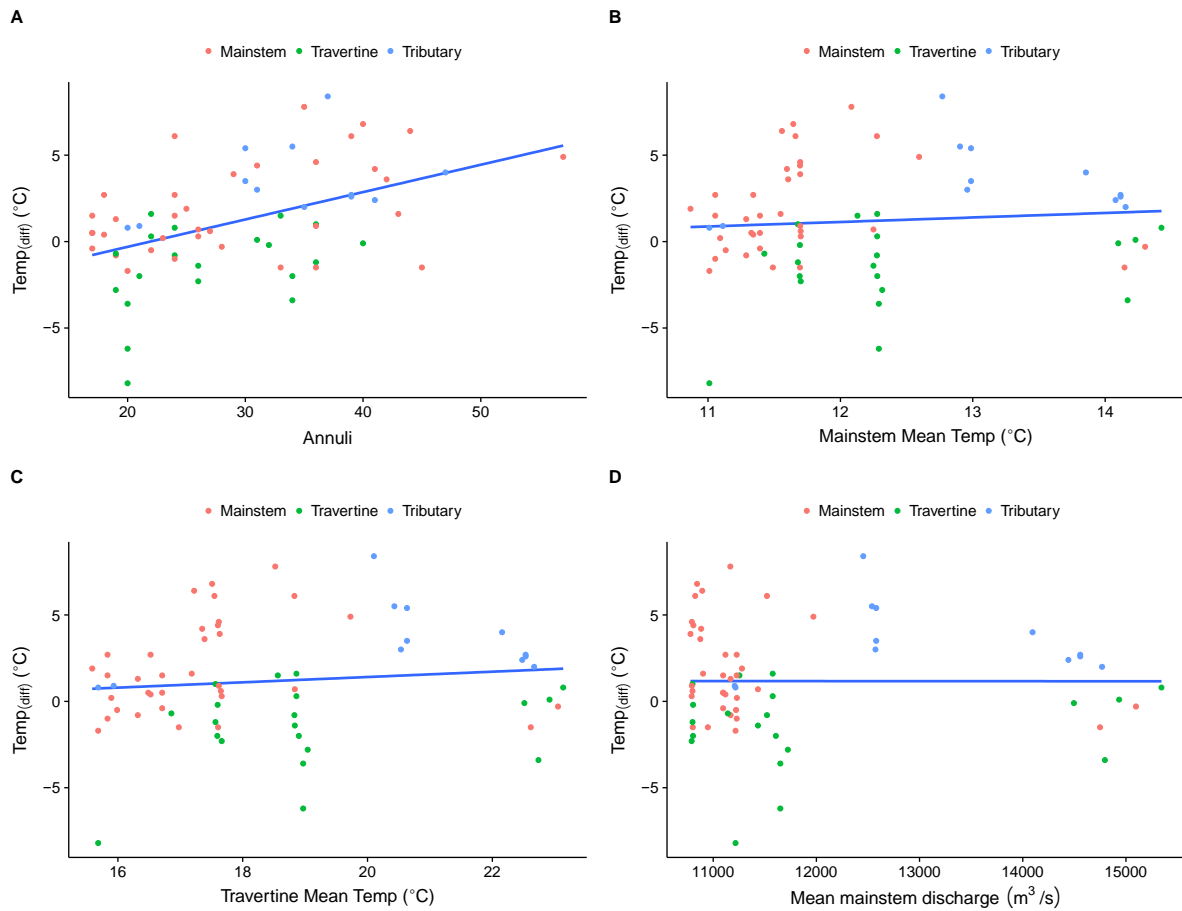 A
Mainstem Travertine Tributary
5
0
−5
Temp(diff) (°C)
20 30 40 50
Annuli
B
Mainstem Travertine Tributary
5
0
−5
Temp(diff) (°C)
11 12 13 14
Mainstem Mean Temp (°C)
C
Mainstem Travertine Tributary
5
0
−5
Temp(diff) (°C)
16 18 20 22
Travertine Mean Temp (°C)
D
Mainstem Travertine Tributary
5
0
−5
Temp(diff) (°C)
11000 12000 13000 14000 15000
Mean mainstem discharge (m³/s)